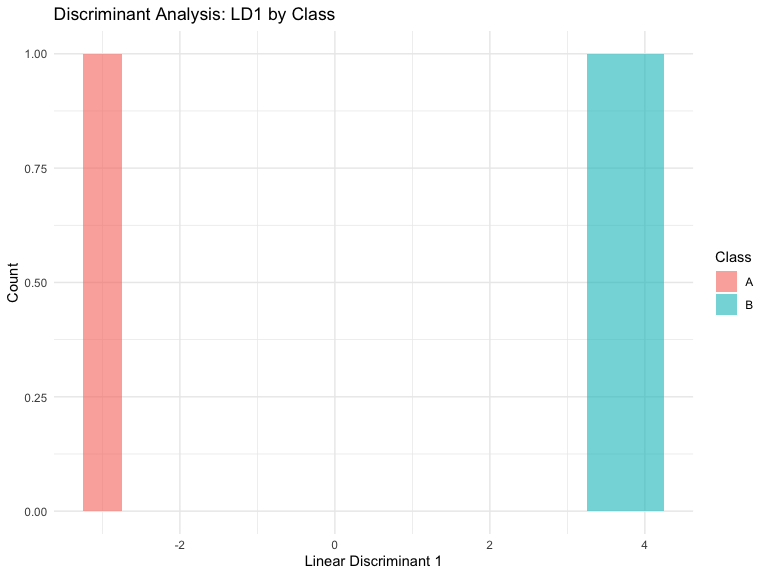 Discriminant Analysis: LD1 by Class
1.00
0.75
0.50
0.25
0.00
Count
-2
0
2
4
Linear Discriminant 1
Class
A
B